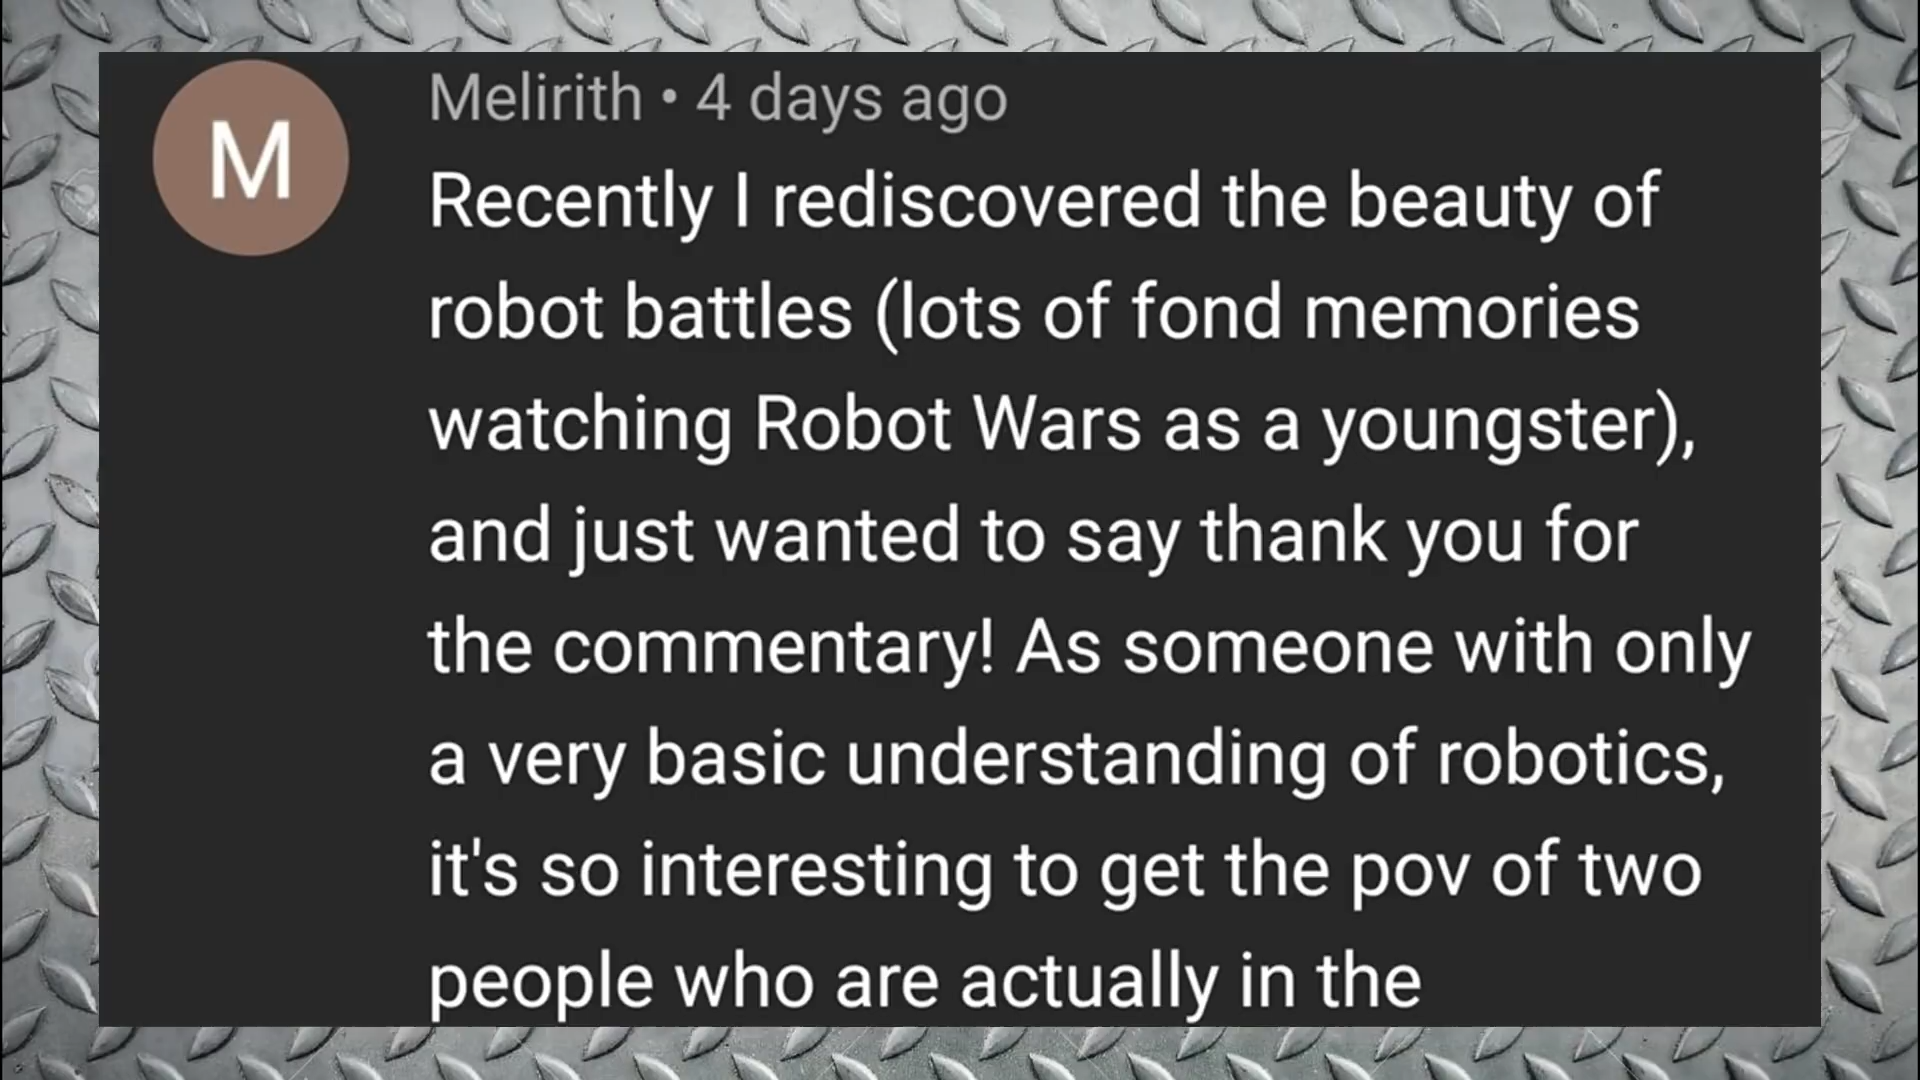 M
Melirith • 4 days ago
Recently I rediscovered the beauty of
robot battles (lots of fond memories
watching Robot Wars as a youngster),
and just wanted to say thank you for
the commentary! As someone with only
a very basic understanding of robotics,
it's so interesting to get the pov of two
people who are actually in the